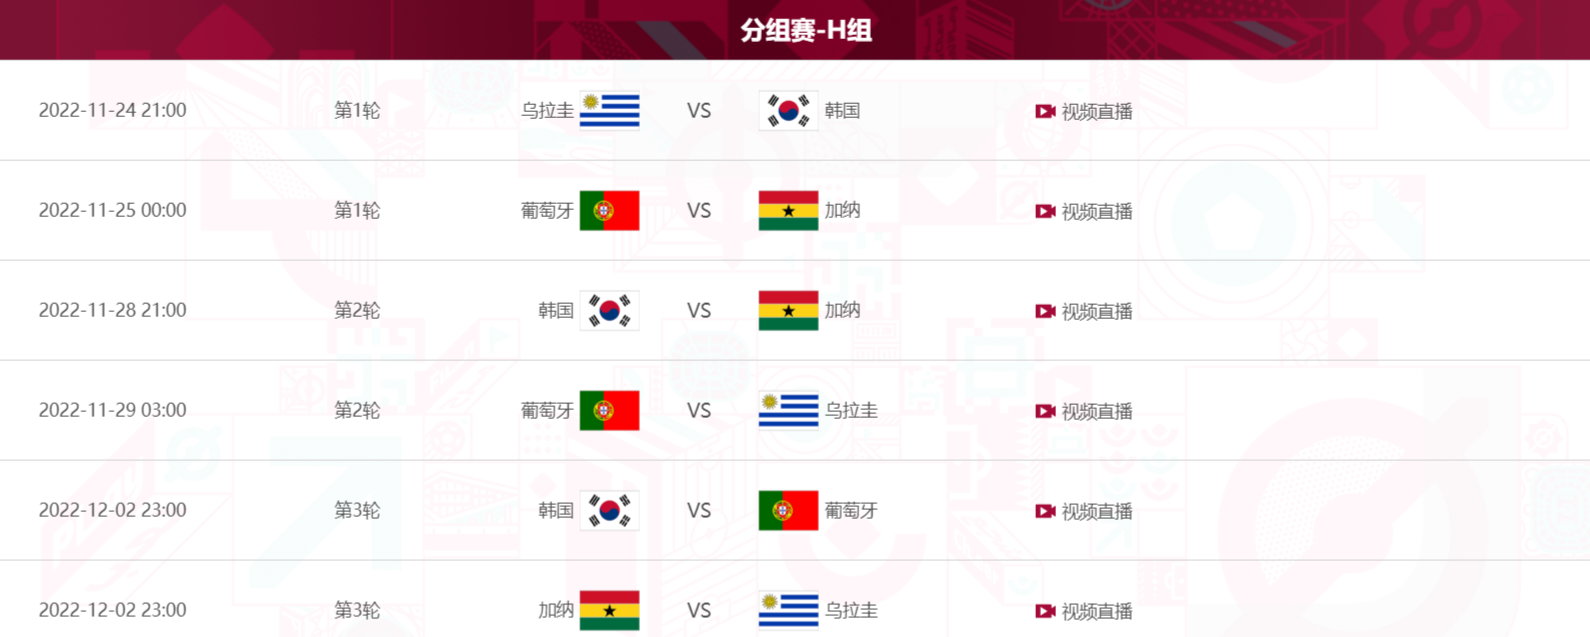 分组赛-H组
2022-11-24 21:00 第1轮 乌拉圭 VS 韩国 视频直播
2022-11-25 00:00 第1轮 葡萄牙 VS 加纳 视频直播
2022-11-28 21:00 第2轮 韩国 VS 加纳 视频直播
2022-11-29 03:00 第2轮 葡萄牙 VS 乌拉圭 视频直播
2022-12-02 23:00 第3轮 韩国 VS 葡萄牙 视频直播
2022-12-02 23:00 第3轮 加纳 VS 乌拉圭 视频直播